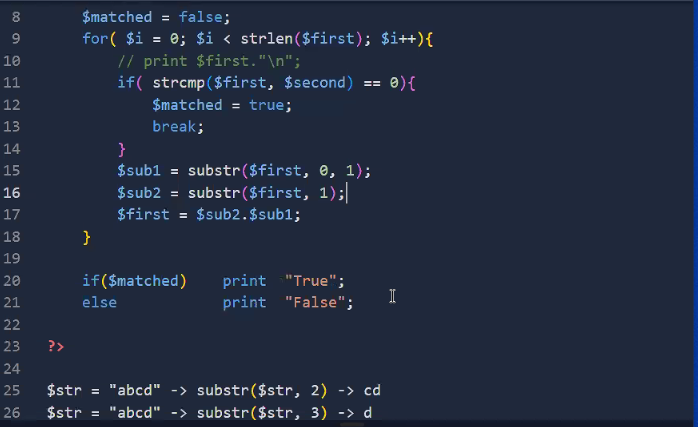 8 $matched = false;
9 for( $i = 0; $i < strlen($first); $i++){
10 // print $first."\n";
11 if( strcmp($first, $second) == 0){
12 $matched = true;
13 break;
14 }
15 $sub1 = substr($first, 0, 1);
16 $sub2 = substr($first, 1);
17 $first = $sub2.$sub1;
18 }
19
20 if($matched) print "True";
21 else print "False";
22
23 ?>
24
25 $str = "abcd" -> substr($str, 2) -> cd
26 $str = "abcd" -> substr($str, 3) -> d